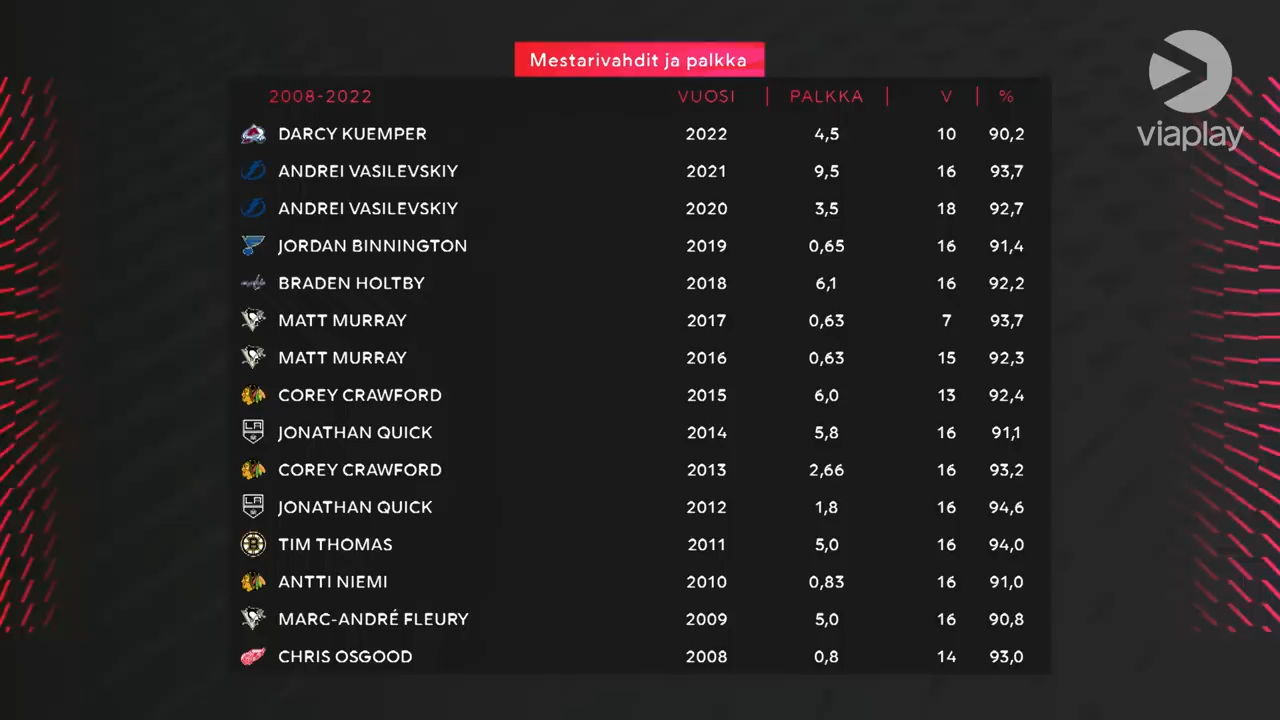 Mestarivahdit ja palkka
viaplay
2008-2022 VUOSI | PALKKA | V | %
DARCY KUEMPER 2022 4,5 10 90,2
ANDREI VASILEVSKIY 2021 9,5 16 93,7
ANDREI VASILEVSKIY 2020 3,5 18 92,7
JORDAN BINNINGTON 2019 0,65 16 91,4
BRADEN HOLTBY 2018 6,1 16 92,2
MATT MURRAY 2017 0,63 7 93,7
MATT MURRAY 2016 0,63 15 92,3
COREY CRAWFORD 2015 6,0 13 92,4
JONATHAN QUICK 2014 5,8 16 91,1
COREY CRAWFORD 2013 2,66 16 93,2
JONATHAN QUICK 2012 1,8 16 94,6
TIM THOMAS 2011 5,0 16 94,0
ANTTI NIEMI 2010 0,83 16 91,0
MARC-ANDRÉ FLEURY 2009 5,0 16 90,8
CHRIS OSGOOD 2008 0,8 14 93,0